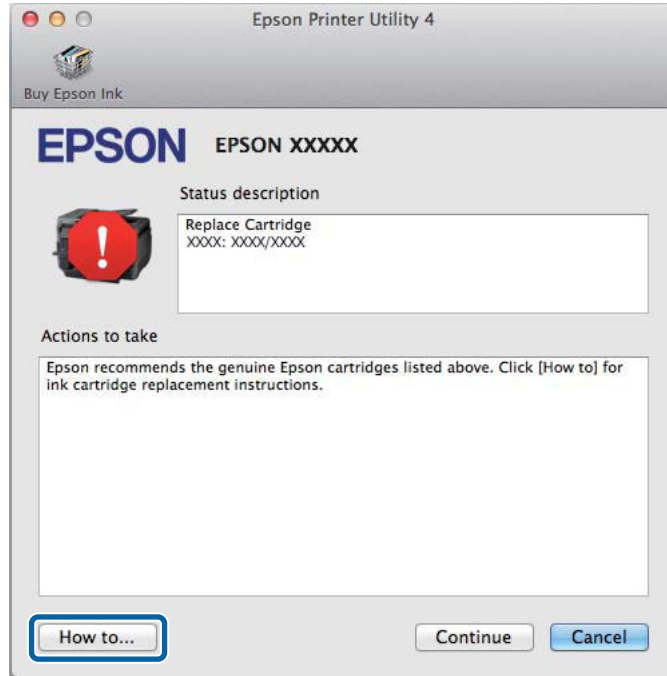 Epson Printer Utility 4
Buy Epson Ink
EPSON EPSON XXXXX
Status description
Replace Cartridge
XXXX: XXXX/XXXX
Actions to take
Epson recommends the genuine Epson cartridges listed above. Click [How to] for
ink cartridge replacement instructions.
How to... Continue Cancel